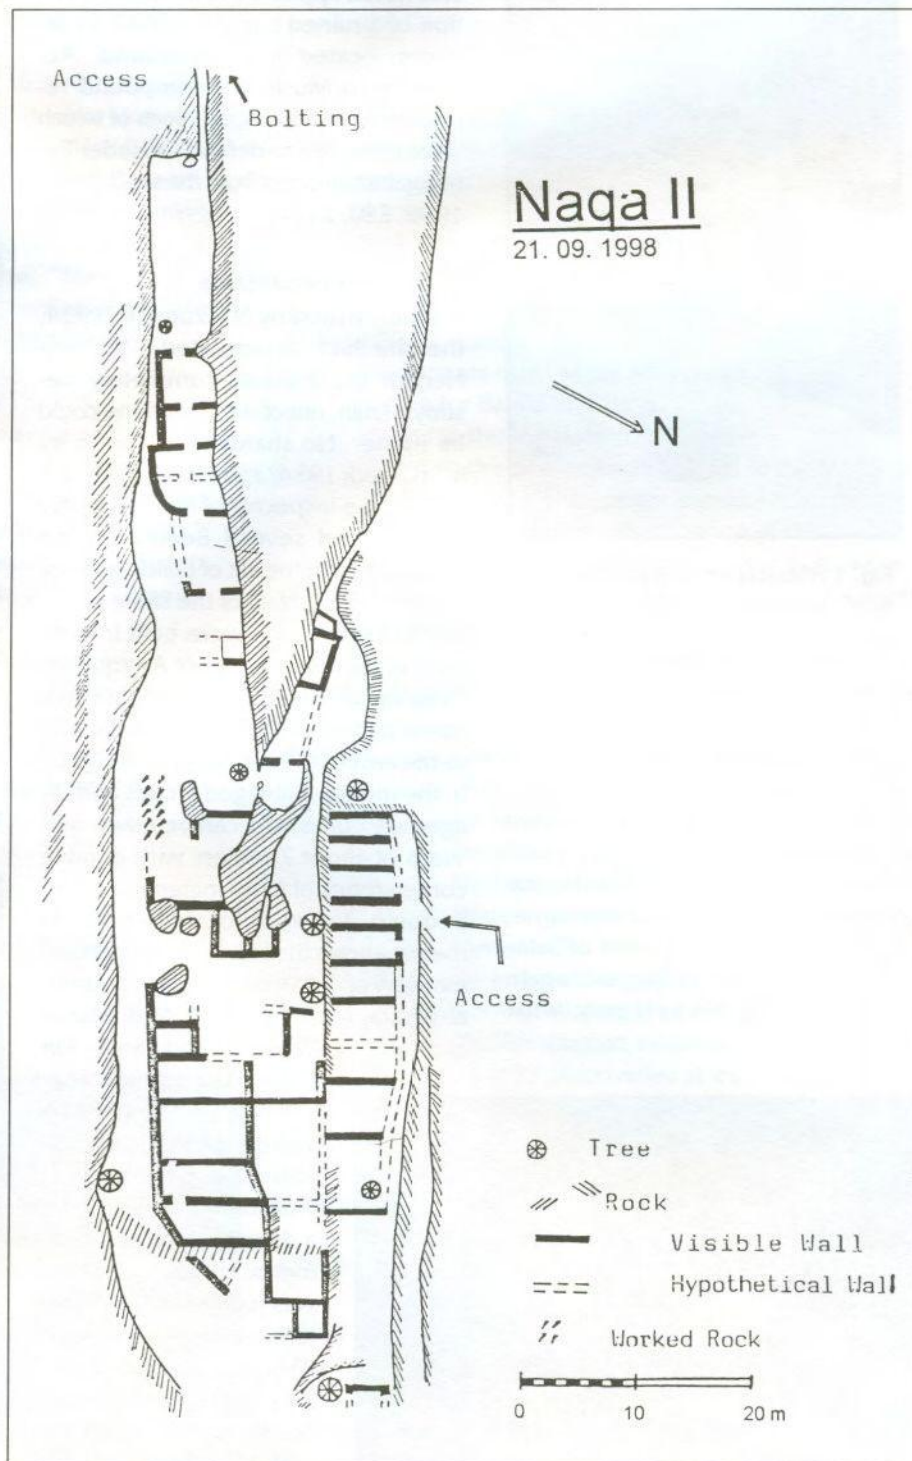 Access
Bolting
Naqa II
21. 09. 1998
N
Access
Tree
Rock
Visible Wall
Hypothetical Wall
Worked Rock
0 10 20 m